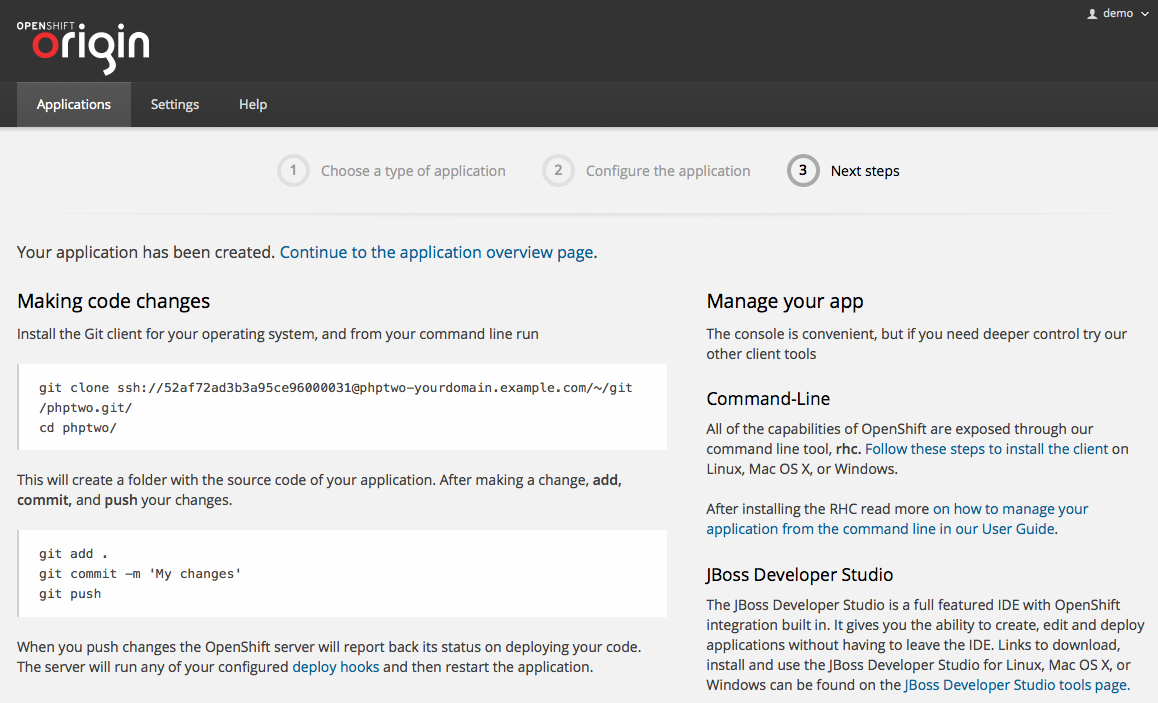 OPENSHIFT
origin
demo
Applications
Settings
Help
1 Choose a type of application
2 Configure the application
3 Next steps
Your application has been created. Continue to the application overview page.
Making code changes
Install the Git client for your operating system, and from your command line run
git clone ssh://52af72ad3b3a95ce96000031@phptwo-yourdomain.example.com/~/git
/phptwo.git/
cd phptwo/
This will create a folder with the source code of your application. After making a change, add,
commit, and push your changes.
git add .
git commit -m 'My changes'
git push
When you push changes the OpenShift server will report back its status on deploying your code.
The server will run any of your configured deploy hooks and then restart the application.
Manage your app
The console is convenient, but if you need deeper control try our
other client tools
Command-Line
All of the capabilities of OpenShift are exposed through our
command line tool, rhc. Follow these steps to install the client on
Linux, Mac OS X, or Windows.
After installing the RHC read more on how to manage your
application from the command line in our User Guide.
JBoss Developer Studio
The JBoss Developer Studio is a full featured IDE with OpenShift
integration built in. It gives you the ability to create, edit and deploy
applications without having to leave the IDE. Links to download,
install and use the JBoss Developer Studio for Linux, Mac OS X, or
Windows can be found on the JBoss Developer Studio tools page.